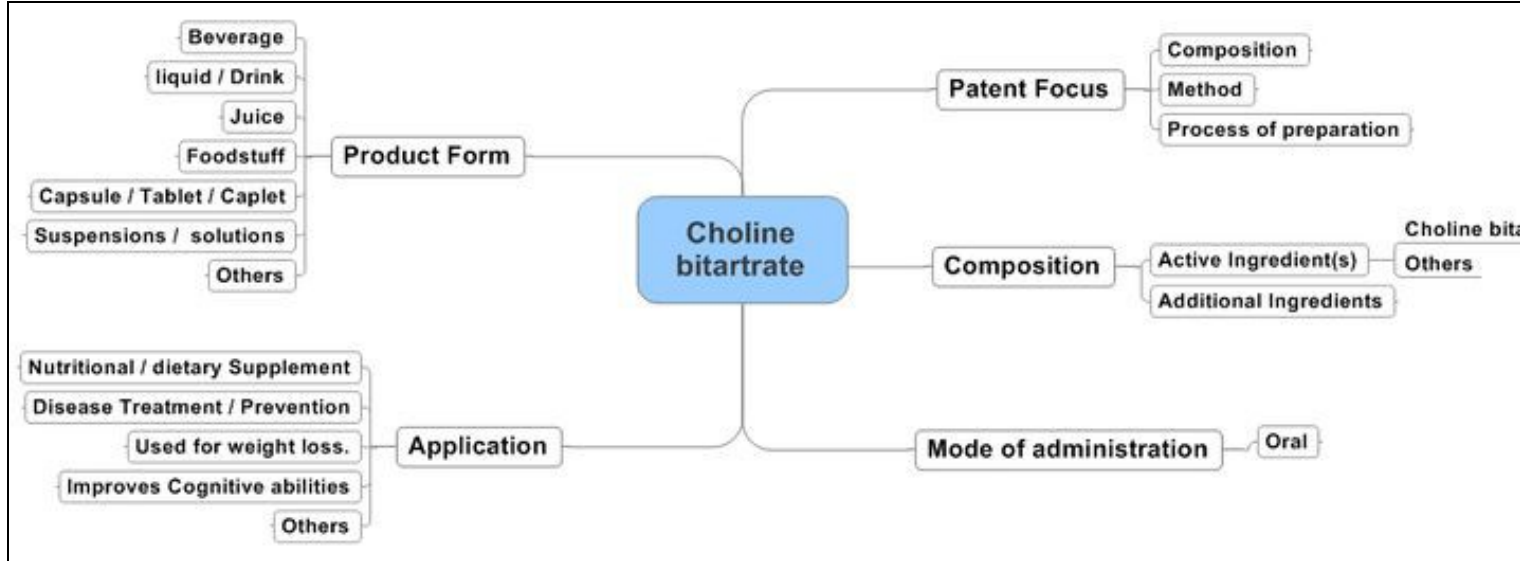 Beverage
liquid / Drink
Juice
Foodstuff
Capsule / Tablet / Caplet
Suspensions / solutions
Others
Product Form
Nutritional / dietary Supplement
Disease Treatment / Prevention
Used for weight loss.
Improves Cognitive abilities
Others
Application
Choline
bitartrate
Patent Focus
Composition
Method
Process of preparation
Composition
Active Ingredient(s)
Choline
Others
Additional Ingredients
Mode of administration
Oral